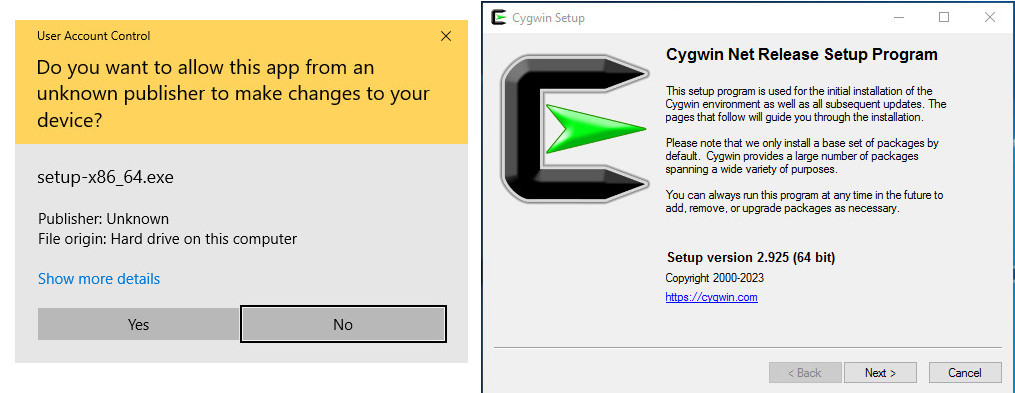 User Account Control
Do you want to allow this app from an
unknown publisher to make changes to your
device?
setup-x86_64.exe
Publisher: Unknown
File origin: Hard drive on this computer
Show more details
Yes
No
Cygwin Setup
Cygwin Net Release Setup Program
This setup program is used for the initial installation of the
Cygwin environment as well as all subsequent updates. The
pages that follow will guide you through the installation.
Please note that we only install a base set of packages by
default. Cygwin provides a large number of packages
spanning a wide variety of purposes.
You can always run this program at any time in the future to
add, remove, or upgrade packages as necessary.
Setup version 2.925 (64 bit)
Copyright 2000-2023
https://cygwin.com
< Back
Next >
Cancel